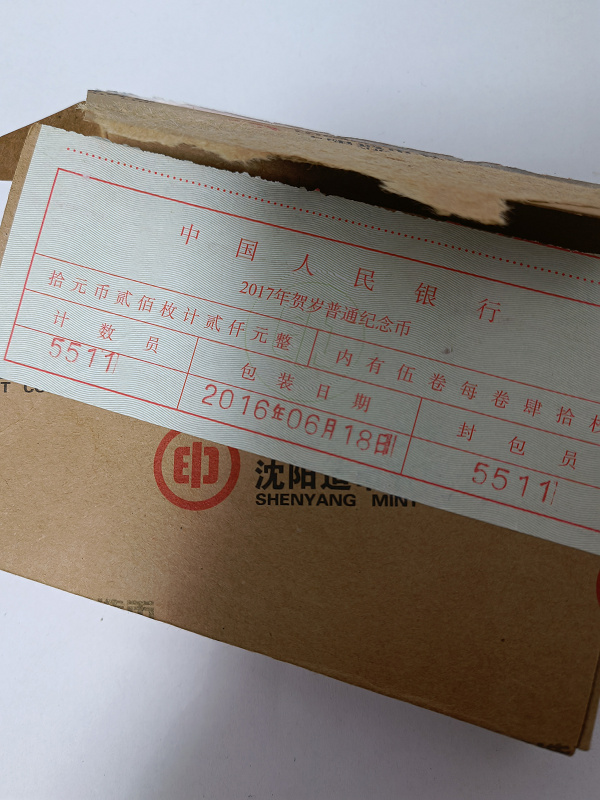 中国人民银行
2017年贺岁普通纪念币
拾元币贰佰枚计贰仟元整 内有伍卷每卷肆拾枚
计数员 包装日期 封包员
5511 2016年06月18日 5511
沈阳造
SHENYANG MINT